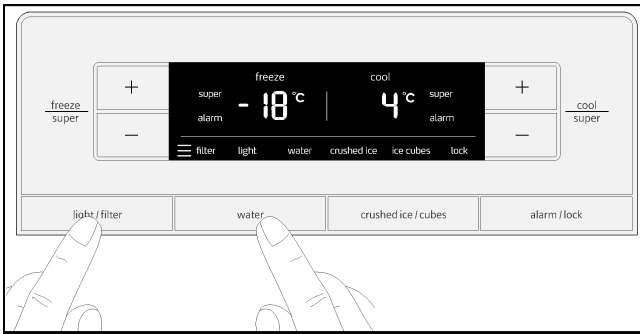 freeze cool
super - 18 °C 4 °C super
alarm alarm
filter light water crushed ice ice cubes lock
freeze
super
+
−
+
−
cool
super
light / filter water crushed ice / cubes alarm / lock